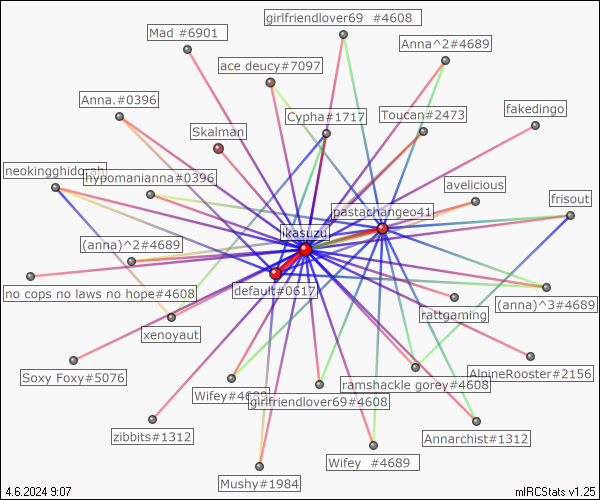 girlfriendlover69 #4608
Mad #6901
Anna^2#4689
ace deucy#7097
Anna.#0396
fakedingo
Cypha#1717
Toucan#2473
Skalman
neokingghidorah
hypomanianna#0396
avelicious
frisout
pastachangeo41
ikasuzu
(anna)^2#4689
default#0617
no cops no laws no hope#4608
(anna)^3#4689
rattgaming
xenoyaut
Soxy Foxy#5076
AlpineRooster#2156
ramshackle gorey#4608
Wifey#4689
girlfriendlover69#4608
zibbits#1312
Annarchist#1312
Wifey #4689
Mushy#1984
4.6.2024 9:07
mIRCStats v1.25